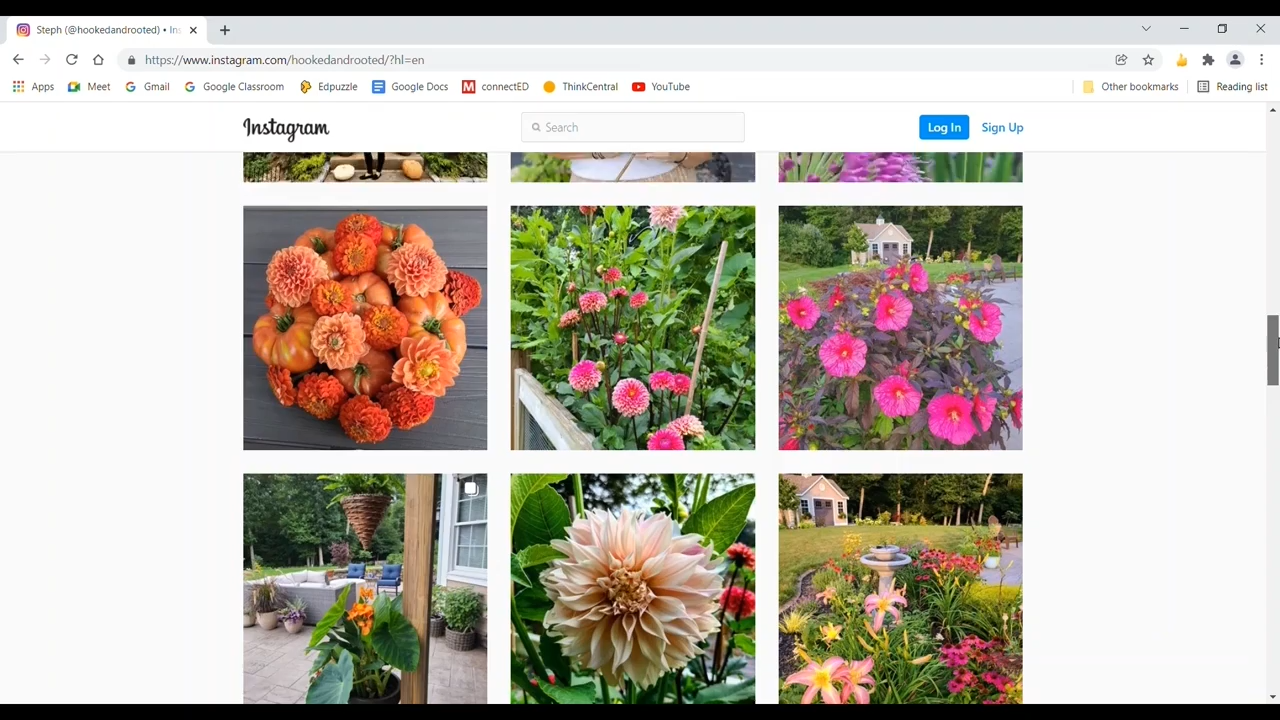 Steph (@hookedandrooted) • Ins
https://www.instagram.com/hookedandrooted/?hl=en
Apps Meet Gmail Google Classroom Edpuzzle Google Docs connectED ThinkCentral YouTube Other bookmarks Reading list
Instagram Search Log In Sign Up